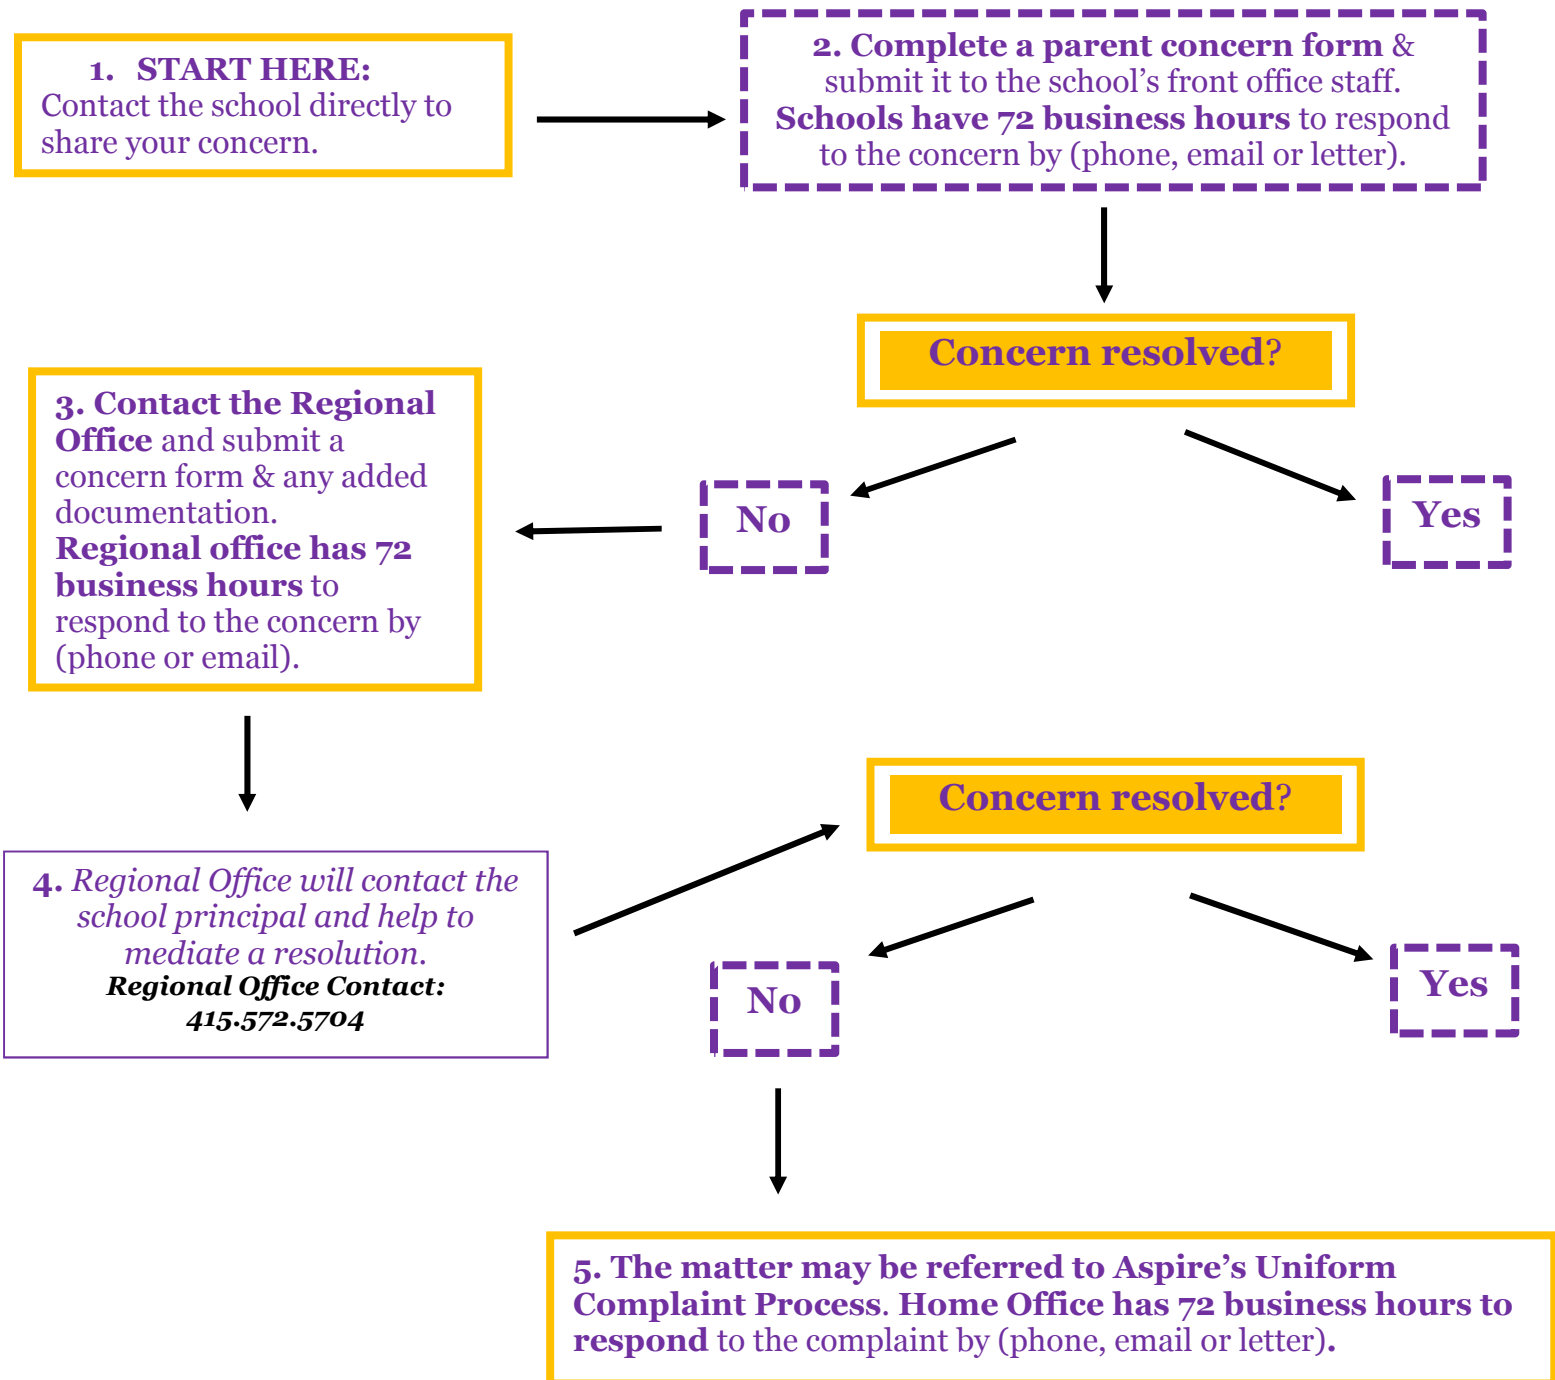 1. START HERE:
Contact the school directly to
share your concern.
2. Complete a parent concern form &
submit it to the school’s front office staff.
Schools have 72 business hours to respond
to the concern by (phone, email or letter).
Concern resolved?
No
Yes
3. Contact the Regional
Office and submit a
concern form & any added
documentation.
Regional office has 72
business hours to
respond to the concern by
(phone or email).
4. Regional Office will contact the
school principal and help to
mediate a resolution.
Regional Office Contact:
415.572.5704
Concern resolved?
No
Yes
5. The matter may be referred to Aspire’s Uniform
Complaint Process. Home Office has 72 business hours to
respond to the complaint by (phone, email or letter).